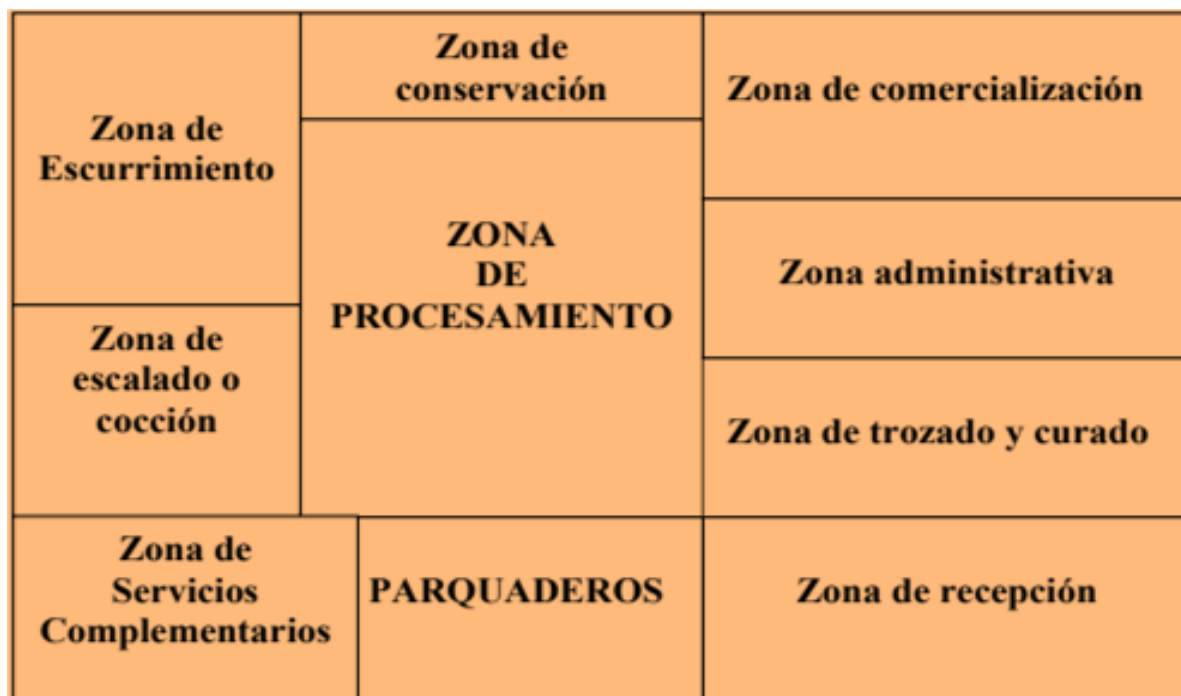 Zona de
Escurrimiento
Zona de
conservación
Zona de comercialización
ZONA
DE
PROCESAMIENTO
Zona administrativa
Zona de
escalado o
cocción
Zona de trozado y curado
Zona de
Servicios
Complementarios
PARQUADEROS
Zona de recepción